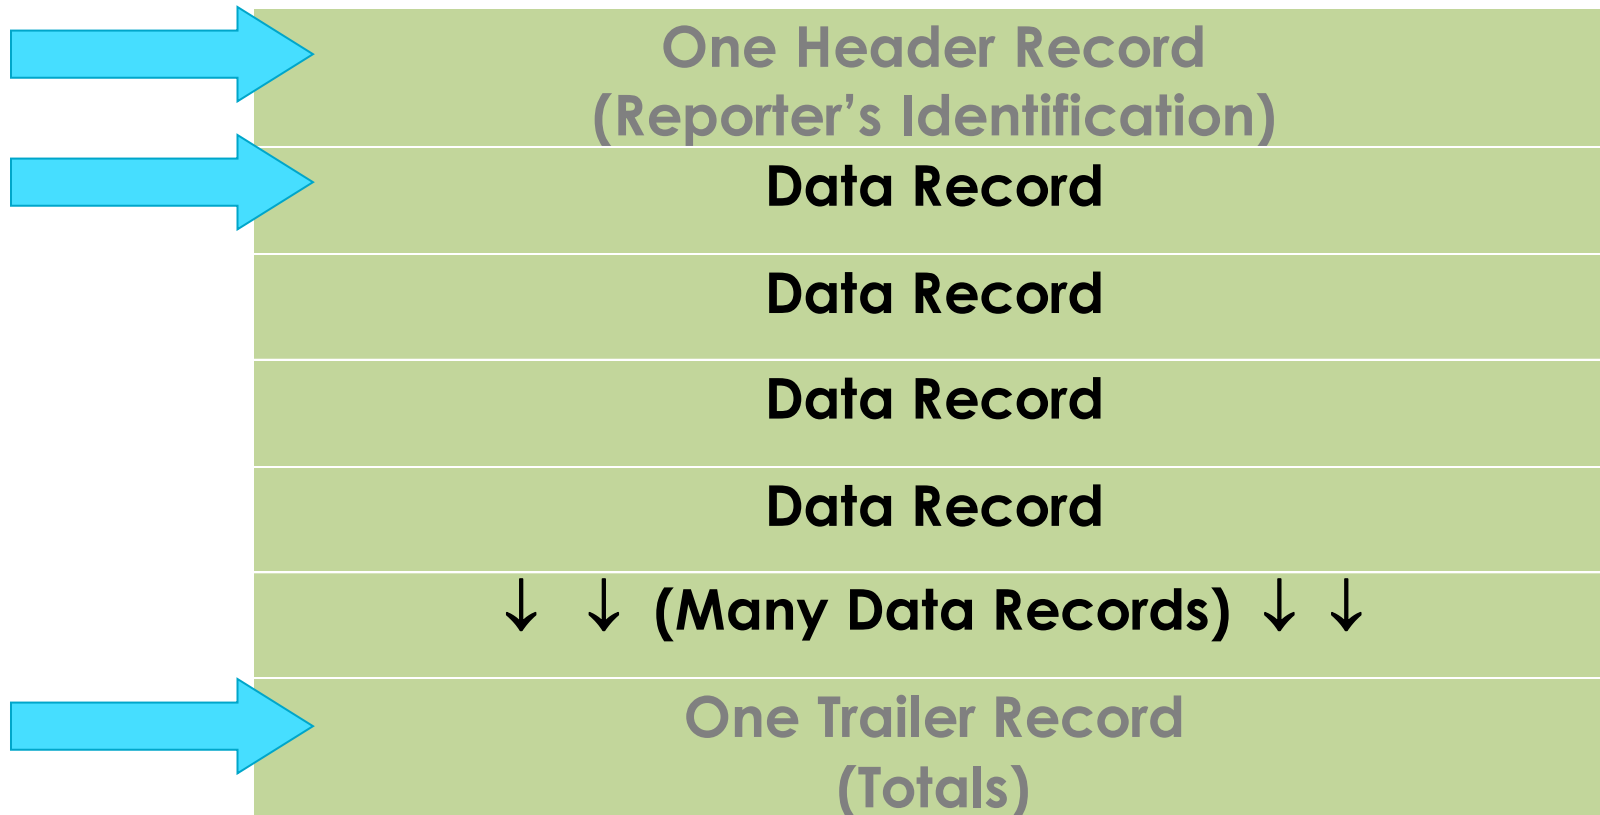 One Header Record
(Reporter’s Identification)
Data Record
Data Record
Data Record
Data Record
↓ ↓ (Many Data Records) ↓ ↓
One Trailer Record
(Totals)